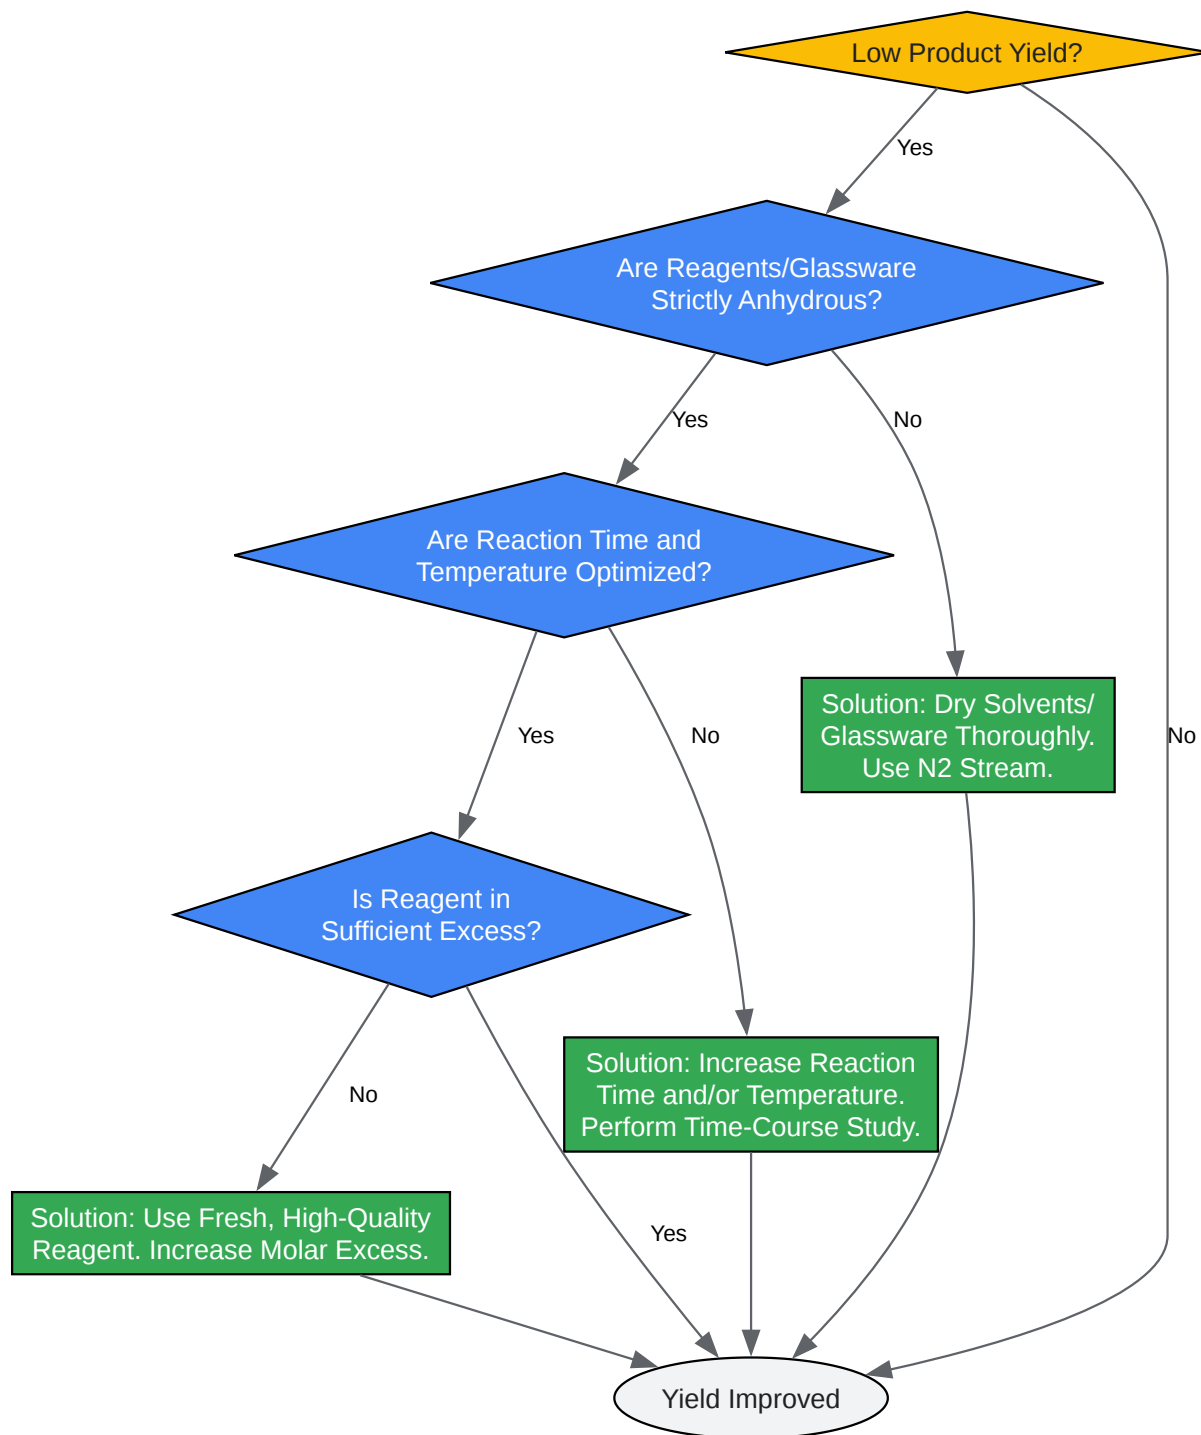 Low Product Yield?
Yes
Are Reagents/Glassware
Strictly Anhydrous?
Yes
No
Are Reaction Time and
Temperature Optimized?
Solution: Dry Solvents/
Glassware Thoroughly.
Use N2 Stream.
Yes
No
No
Is Reagent in
Sufficient Excess?
Solution: Increase Reaction
Time and/or Temperature.
Perform Time-Course Study.
No
Solution: Use Fresh, High-Quality
Reagent. Increase Molar Excess.
Yes
Yield Improved